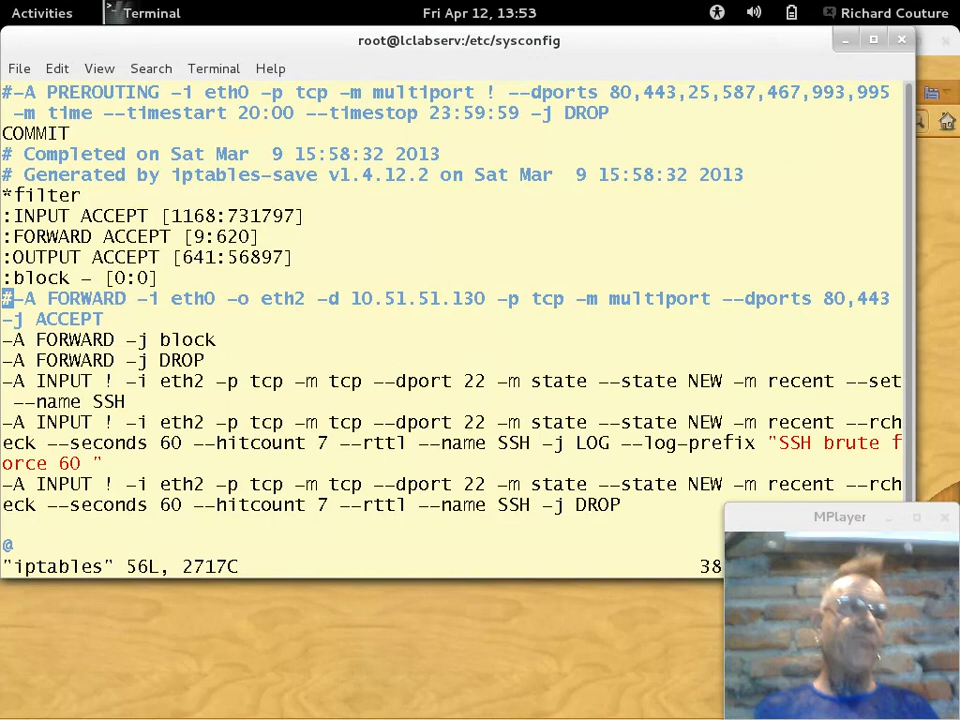 Activities Terminal Fri Apr 12, 13:53 Richard Couture
root@lclabserv:/etc/sysconfig
File Edit View Search Terminal Help
#-A PREROUTING -i eth0 -p tcp -m multiport ! --dports 80,443,25,587,467,993,995
-m time --timestart 20:00 --timestop 23:59:59 -j DROP
COMMIT
# Completed on Sat Mar  9 15:58:32 2013
# Generated by iptables-save v1.4.12.2 on Sat Mar  9 15:58:32 2013
*filter
:INPUT ACCEPT [1168:731797]
:FORWARD ACCEPT [9:620]
:OUTPUT ACCEPT [641:56897]
:block - [0:0]
#-A FORWARD -i eth0 -o eth2 -d 10.51.51.130 -p tcp -m multiport --dports 80,443
-j ACCEPT
-A FORWARD -j block
-A FORWARD -j DROP
-A INPUT ! -i eth2 -p tcp -m tcp --dport 22 -m state --state NEW -m recent --set
--name SSH
-A INPUT ! -i eth2 -p tcp -m tcp --dport 22 -m state --state NEW -m recent --rch
eck --seconds 60 --hitcount 7 --rttl --name SSH -j LOG --log-prefix "SSH brute f
orce 60 "
-A INPUT ! -i eth2 -p tcp -m tcp --dport 22 -m state --state NEW -m recent --rch
eck --seconds 60 --hitcount 7 --rttl --name SSH -j DROP
@
"iptables" 56L, 2717C 38
MPlayer